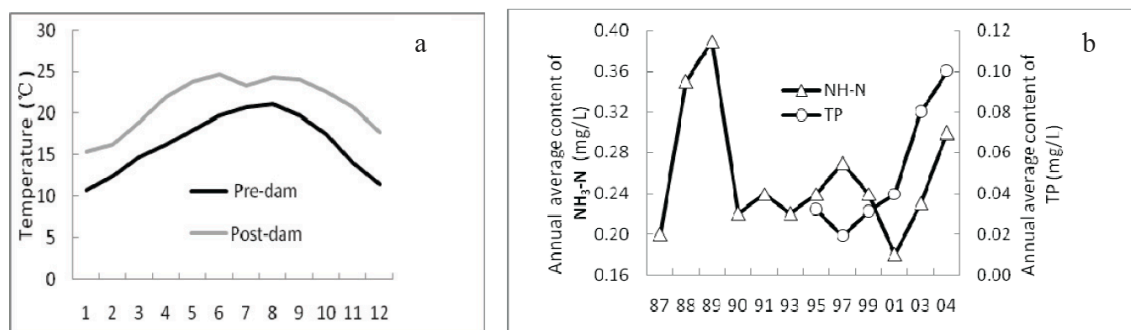 a
Temperature (℃)
30
25
20
15
10
5
0
Pre-dam
Post-dam
1 2 3 4 5 6 7 8 9 10 11 12
b
Annual average content of
NH₃-N (mg/L)
0.40
0.36
0.32
0.28
0.24
0.20
0.16
NH-N
TP
0.12
0.10
0.08
0.06
0.04
0.02
0.00
Annual average content of
TP (mg/L)
87 88 89 90 91 93 95 97 99 01 03 04